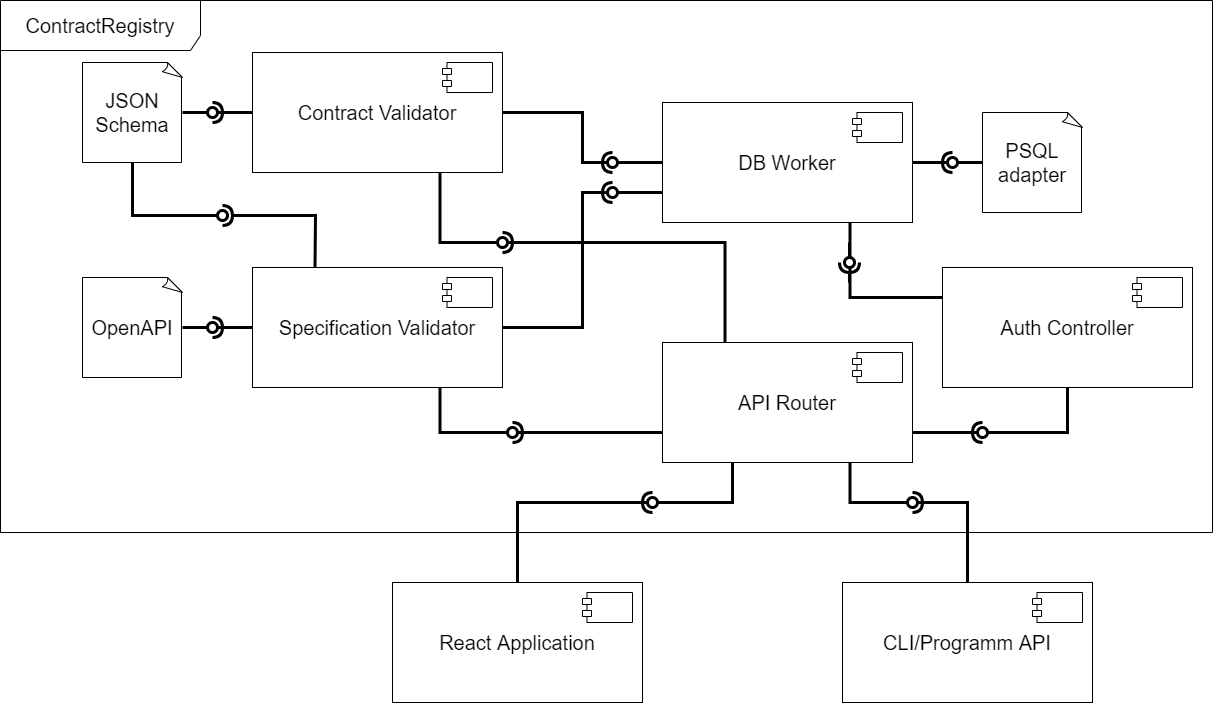 ContractRegistry
JSON
Schema
Contract Validator
DB Worker
PSQL
adapter
OpenAPI
Specification Validator
Auth Controller
API Router
React Application
CLI/Programm API